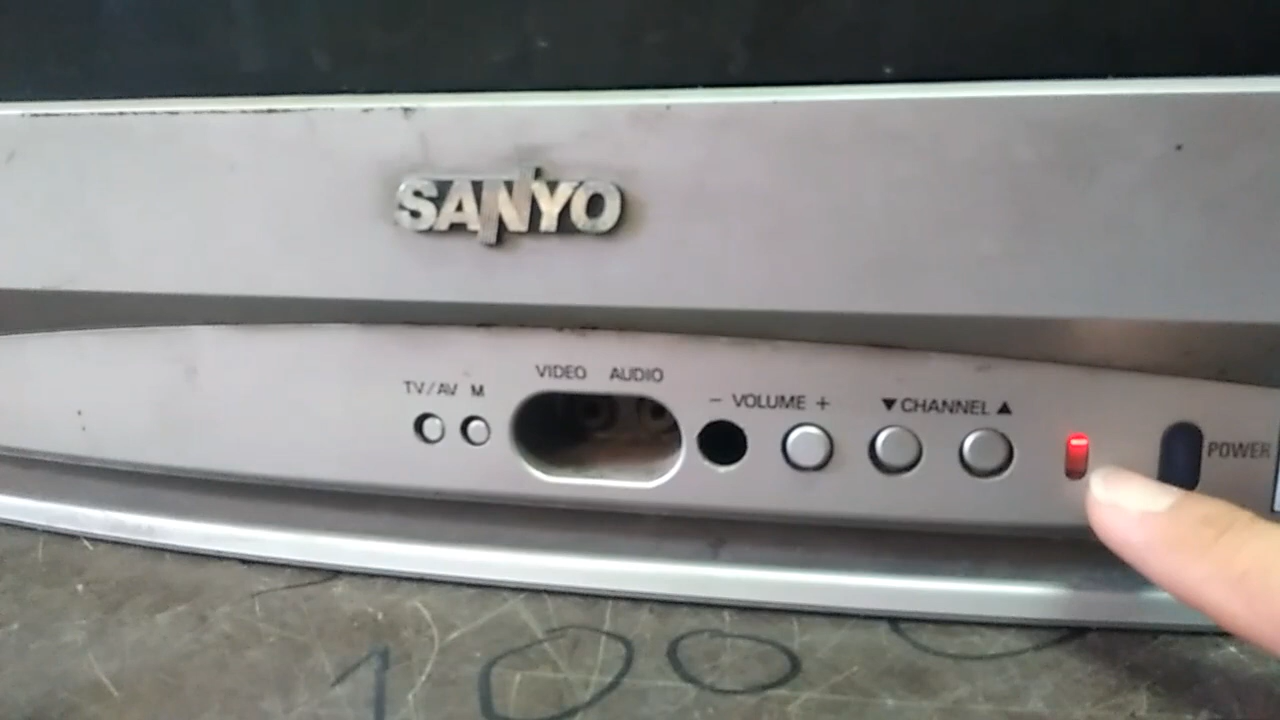 SANYO
TV/AV M
VIDEO AUDIO
- VOLUME +
▼CHANNEL▲
POWER
100